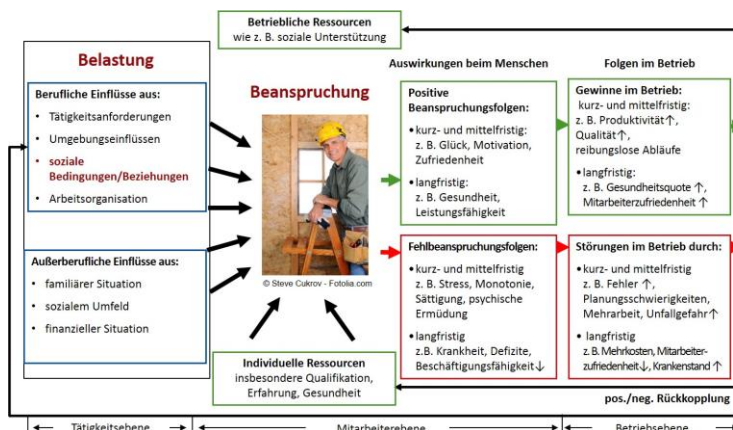 Betriebliche Ressourcen
wie z. B. soziale Unterstützung
Belastung
Berufliche Einflüsse aus:
• Tätigkeitsanforderungen
• Umgebungseinflüssen
• soziale
Bedingungen/Beziehungen
• Arbeitsorganisation
Außerberufliche Einflüsse aus:
• familiärer Situation
• sozialem Umfeld
• finanzieller Situation
Beanspruchung
© Steve Cukrov - Fotolia.com
Individuelle Ressourcen
insbesondere Qualifikation,
Erfahrung, Gesundheit
Auswirkungen beim Menschen
Positive
Beanspruchungsfolgen:
• kurz- und mittelfristig:
z. B. Glück, Motivation,
Zufriedenheit
• langfristig:
z. B. Gesundheit,
Leistungsfähigkeit
Fehlbeanspruchungsfolgen:
• kurz- und mittelfristig
z. B. Stress, Monotonie,
Sättigung, psychische
Ermüdung
• langfristig
z.B. Krankheit, Defizite,
Beschäftigungsfähigkeit↓
Folgen im Betrieb
Gewinne im Betrieb:
kurz- und mittelfristig:
z. B. Produktivität↑,
Qualität↑,
reibungslose Abläufe
• langfristig:
z. B. Gesundheitsquote ↑,
Mitarbeiterzufriedenheit ↑
Störungen im Betrieb durch:
• kurz- und mittelfristig
z. B. Fehler ↑,
Planungsschwierigkeiten,
Mehrarbeit, Unfallgefahr↑
• langfristig
z. B. Mehrkosten, Mitarbeiter-
zufriedenheit↓, Krankenstand ↑
pos./neg. Rückkopplung
Tätigkeitsebene
Mitarbeiterebene
Betriebsebene